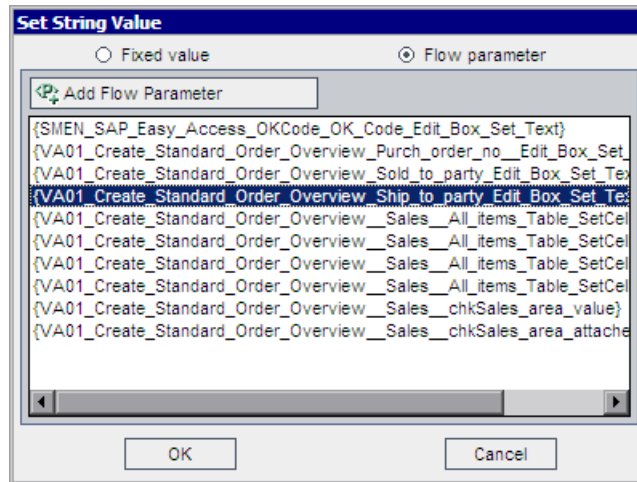 Set String Value
Fixed value Flow parameter
Add Flow Parameter
{SMEN_SAP_Easy_Access_OKCode_OK_Code_Edit_Box_Set_Text}
{VA01_Create_Standard_Order_Overview_Purch_order_no__Edit_Box_Set_
{VA01_Create_Standard_Order_Overview_Sold_to_party_Edit_Box_Set_Tex
{VA01_Create_Standard_Order_Overview_Ship_to_party_Edit_Box_Set_Tex
{VA01_Create_Standard_Order_Overview__Sales__All_items_Table_SetCel
{VA01_Create_Standard_Order_Overview__Sales__All_items_Table_SetCel
{VA01_Create_Standard_Order_Overview__Sales__All_items_Table_SetCel
{VA01_Create_Standard_Order_Overview__Sales__All_items_Table_SetCel
{VA01_Create_Standard_Order_Overview__Sales__chkSales_area_value}
{VA01_Create_Standard_Order_Overview__Sales__chkSales_area_attache
OK Cancel